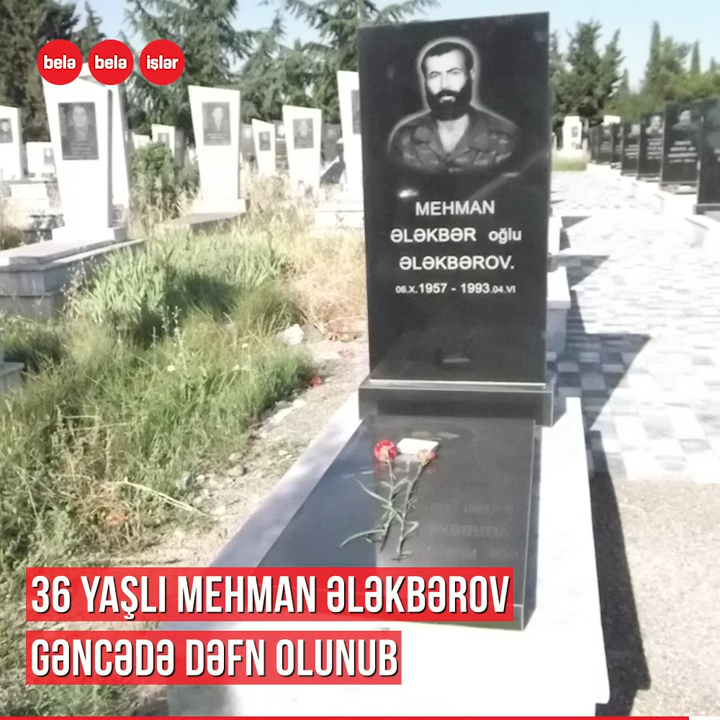 belə belə işlər
MEHMAN
ƏLƏKBƏR oğlu
ƏLƏKBƏROV.
06.X.1957 - 1993.04.VI
36 YAŞLI MEHMAN ƏLƏKBƏROV
GƏNCƏDƏ DƏFN OLUNUB